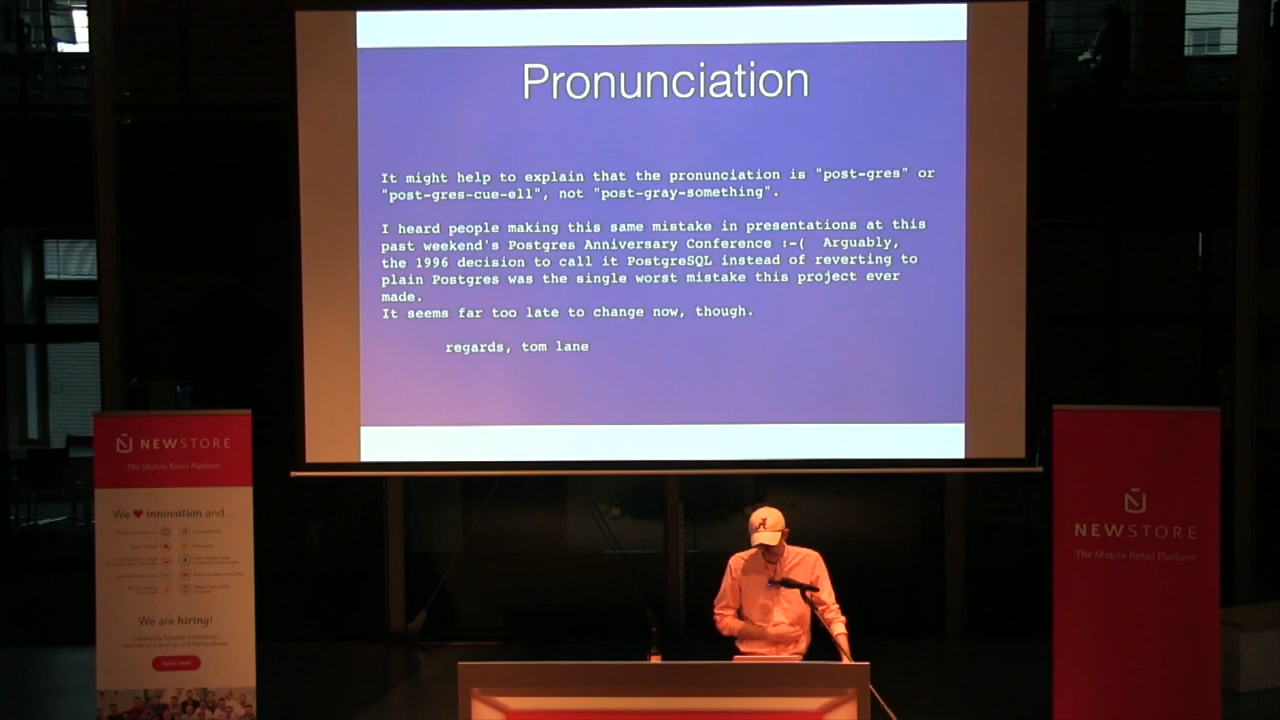 Pronunciation
It might help to explain that the pronunciation is "post-gres" or
"post-gres-cue-ell", not "post-gray-something".
I heard people making this same mistake in presentations at this
past weekend's Postgres Anniversary Conference :-(  Arguably,
the 1996 decision to call it PostgreSQL instead of reverting to
plain Postgres was the single worst mistake this project ever
made.
It seems far too late to change now, though.
regards, tom lane
NEWSTORE
The Mobile Retail Platform
We ❤ innovation and...
We are hiring!
Apply now
NEWSTORE
The Mobile Retail Platform